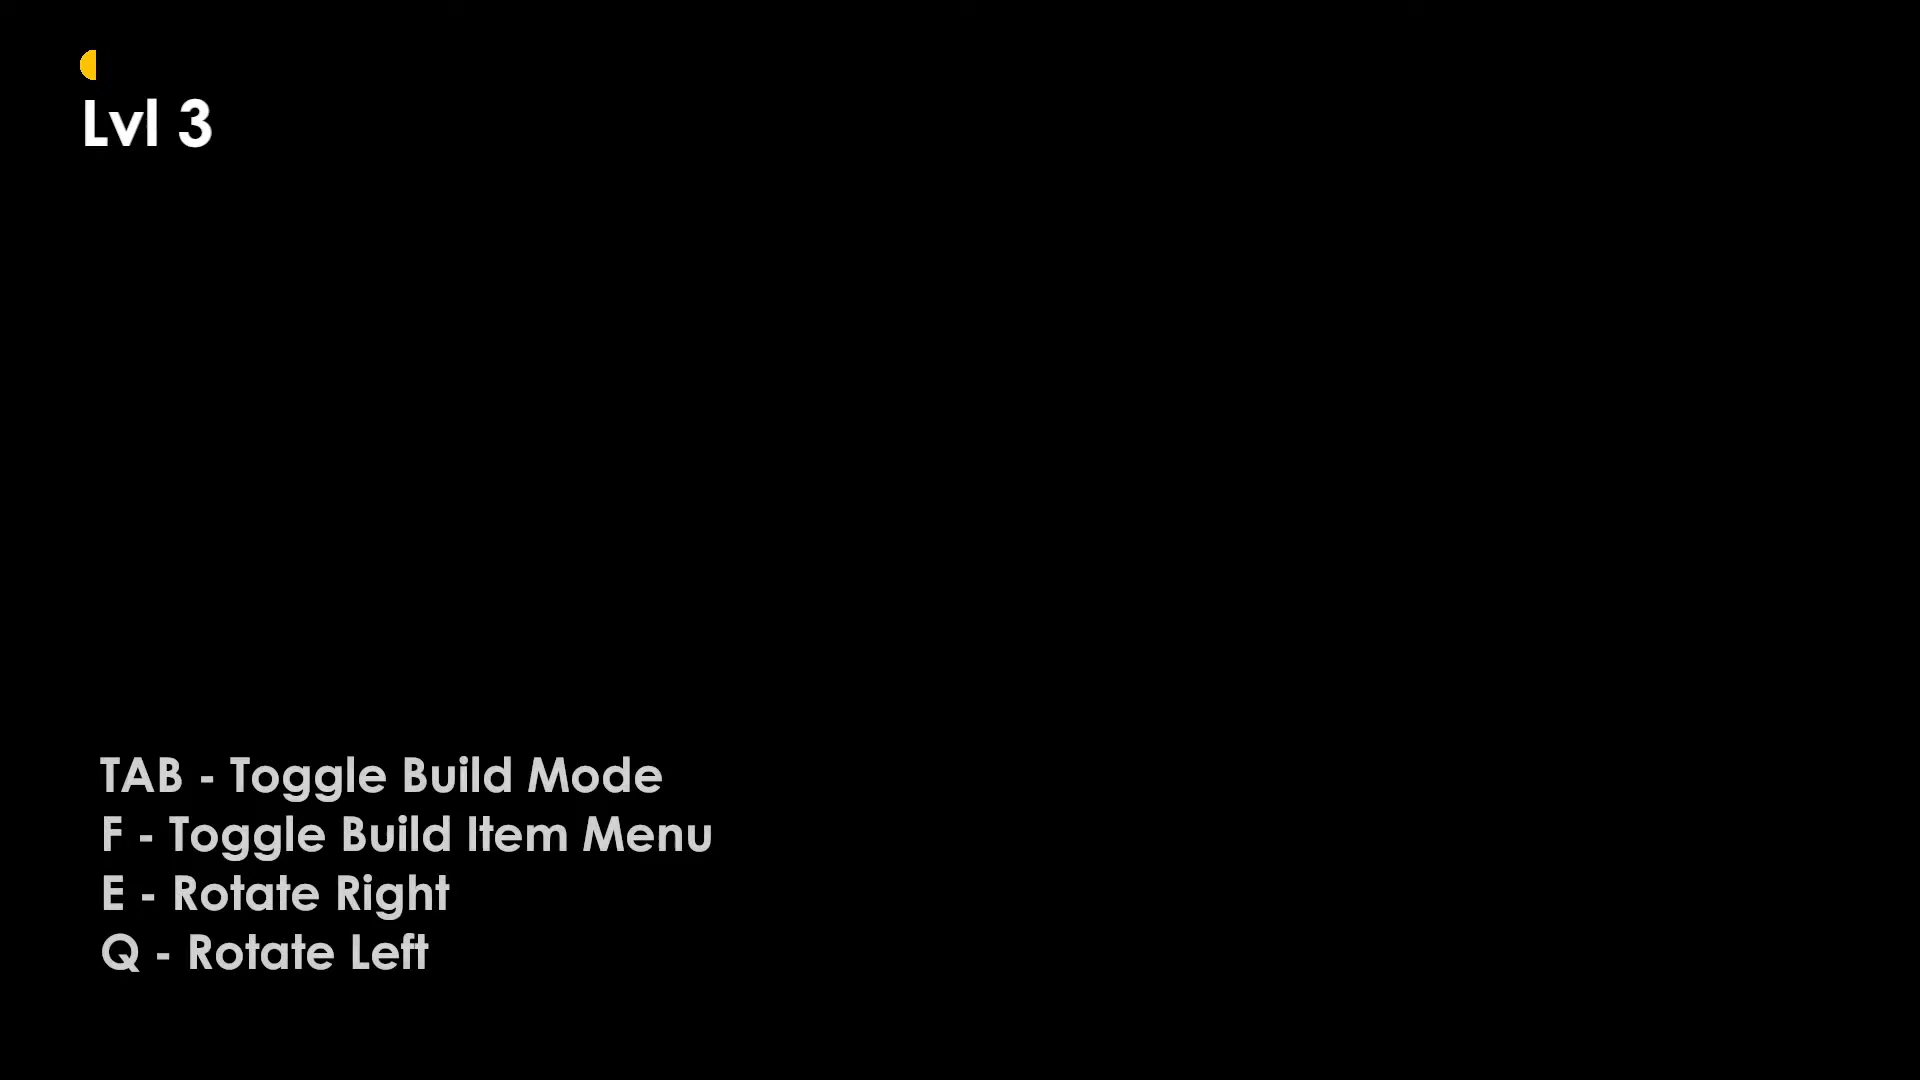 Lvl 3
TAB - Toggle Build Mode
F - Toggle Build Item Menu
E - Rotate Right
Q - Rotate Left